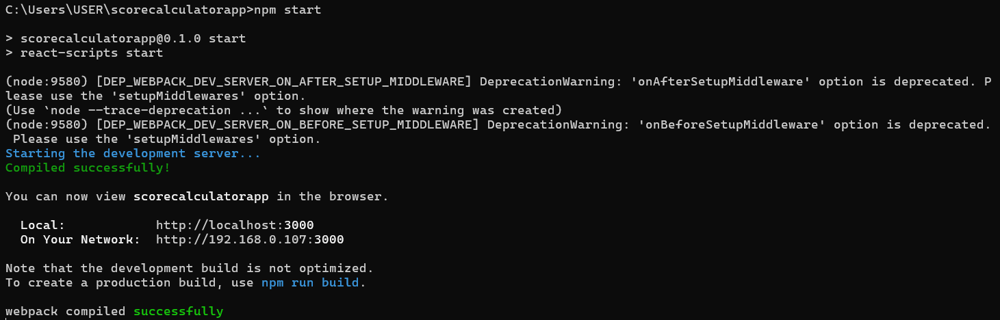 C:\Users\USER\scorecalculatorapp>npm start
> scorecalculatorapp@0.1.0 start
> react-scripts start
(node:9580) [DEP_WEBPACK_DEV_SERVER_ON_AFTER_SETUP_MIDDLEWARE] DeprecationWarning: 'onAfterSetupMiddleware' option is deprecated. P
lease use the 'setupMiddlewares' option.
(Use `node --trace-deprecation ...` to show where the warning was created)
(node:9580) [DEP_WEBPACK_DEV_SERVER_ON_BEFORE_SETUP_MIDDLEWARE] DeprecationWarning: 'onBeforeSetupMiddleware' option is deprecated.
 Please use the 'setupMiddlewares' option.
Starting the development server...
Compiled successfully!
You can now view scorecalculatorapp in the browser.
  Local:            http://localhost:3000
  On Your Network:  http://192.168.0.107:3000
Note that the development build is not optimized.
To create a production build, use npm run build.
webpack compiled successfully